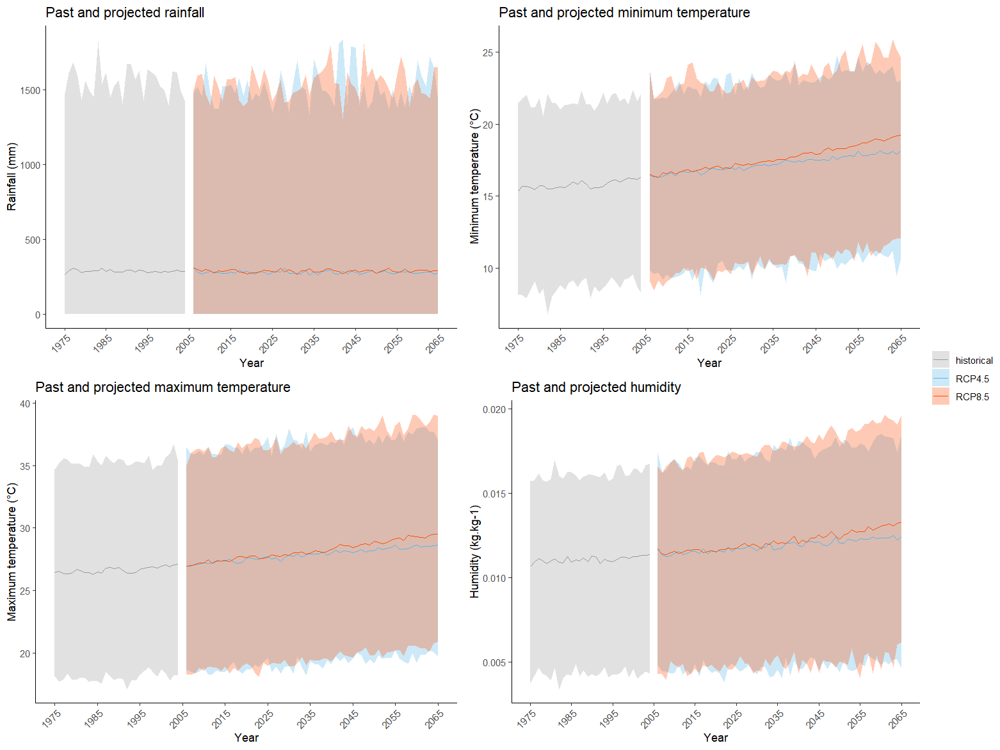 Past and projected rainfall
Rainfall (mm)
1500
1000
500
0
1975 1985 1995 2005 2015 2025 2035 2045 2055 2065
Year
Past and projected minimum temperature
Minimum temperature (°C)
25
20
15
10
1975 1985 1995 2005 2015 2025 2035 2045 2055 2065
Year
Past and projected maximum temperature
Maximum temperature (°C)
40
35
30
25
20
1975 1985 1995 2005 2015 2025 2035 2045 2055 2065
Year
Past and projected humidity
Humidity (kg.kg-1)
0.020
0.015
0.010
0.005
1975 1985 1995 2005 2015 2025 2035 2045 2055 2065
Year
historical
RCP4.5
RCP8.5